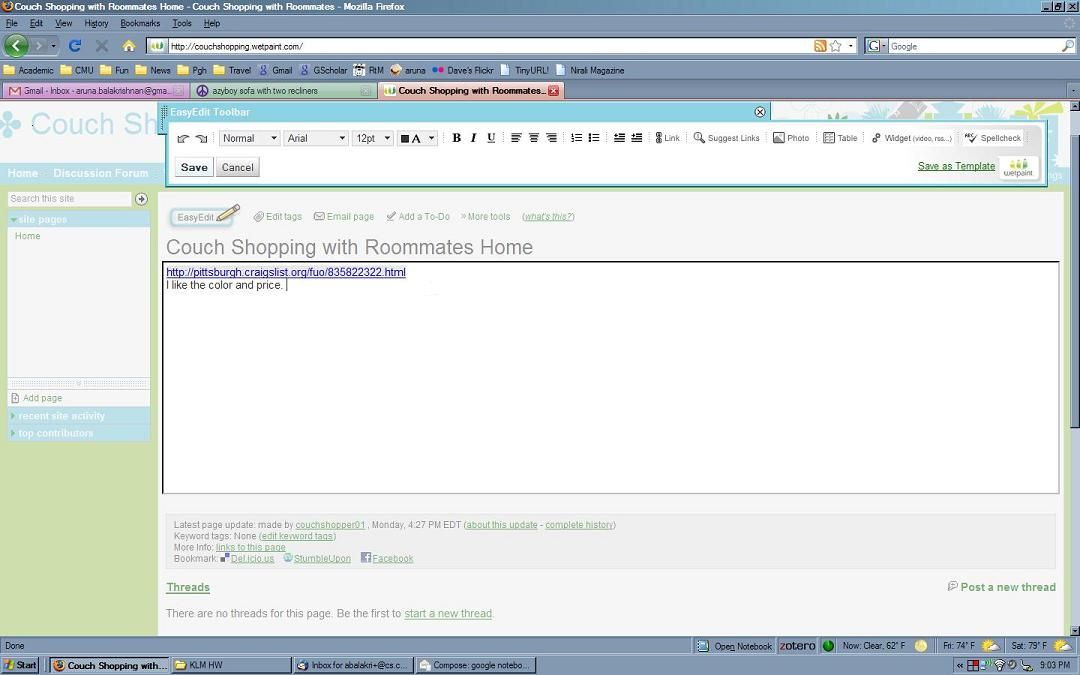 Couch Shopping with Roommates Home - Couch Shopping with Roommates - Mozilla Firefox
File Edit View History Bookmarks Tools Help
http://couchshopping.wetpaint.com/
G Google
Academic CMU Fun News Pgh Travel Gmail GScholar RtM aruna Dave's Flickr TinyURL! Nirali Magazine
Gmail - Inbox - aruna.balakrishnan@gma...
azyboy sofa with two recliners
Couch Shopping with Roommates...
Couch Sh
EasyEdit Toolbar
Normal Arial 12pt A B I U Link Suggest Links Photo Table Widget (video, rss...) ABC Spellcheck
Save Cancel
Save as Template
wetpaint
Home Discussion Forum
ngs
Search this site
site pages
Home
Add page
recent site activity
top contributors
EasyEdit Edit tags Email page Add a To-Do » More tools (what's this?)
Couch Shopping with Roommates Home
http://pittsburgh.craigslist.org/fuo/835822322.html
I like the color and price.
Latest page update: made by couchshopper01 , Monday, 4:27 PM EDT (about this update - complete history)
Keyword tags: None (edit keyword tags)
More Info: links to this page
Bookmark: Del.icio.us StumbleUpon Facebook
Threads
Post a new thread
There are no threads for this page. Be the first to start a new thread.
Done
Open Notebook zotero Now: Clear, 62° F Fri: 74° F Sat: 79° F
Start Couch Shopping with... KLM HW Inbox for abalakri+@cs.c... Compose: google notebo... « 9:03 PM